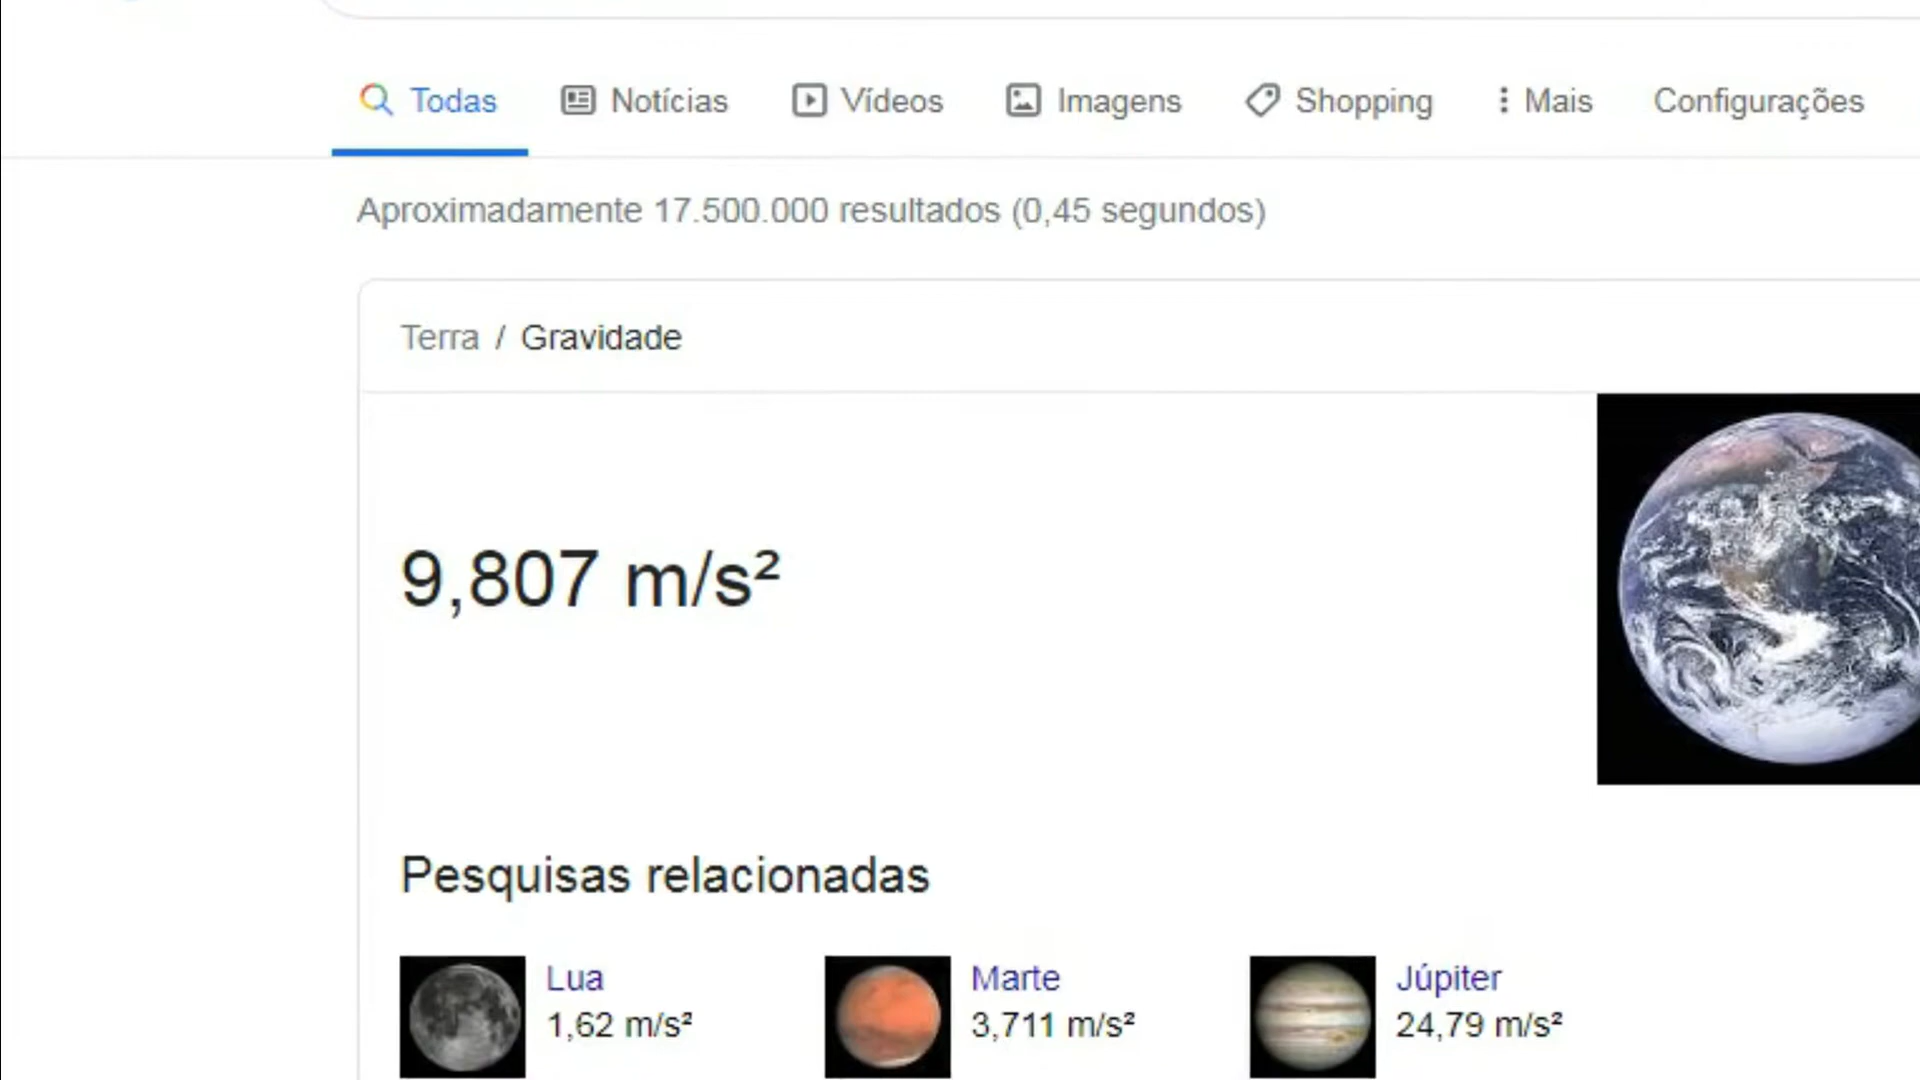 Todas Notícias Vídeos Imagens Shopping Mais Configurações
Aproximadamente 17.500.000 resultados (0,45 segundos)
Terra / Gravidade
9,807 m/s²
Pesquisas relacionadas
Lua
1,62 m/s²
Marte
3,711 m/s²
Júpiter
24,79 m/s²